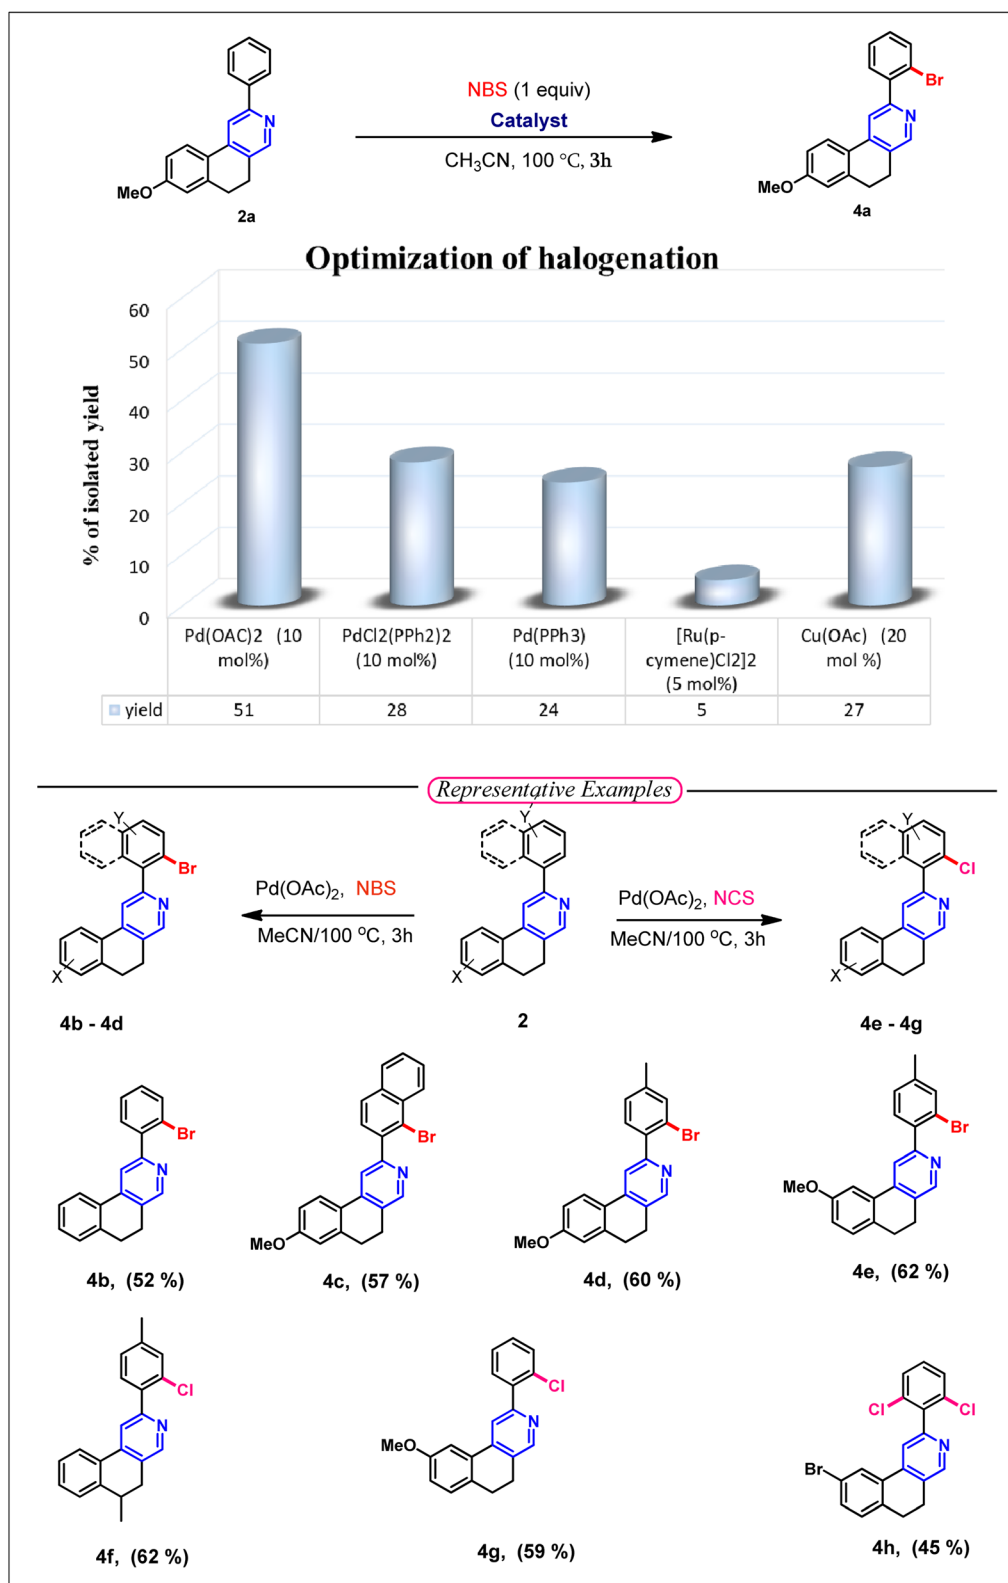 Br
NBS (1 equiv)
N
N
Catalyst
CH3CN, 100 °C, 3h
MeO
MeO
2a
4a
Optimization of halogenation
% of isolated yield
60
50
40
30
20
10
0
Pd(OAC)2 (10 mol%)
PdCl2(PPh2)2 (10 mol%)
Pd(PPh3) (10 mol%)
[Ru(p-cymene)Cl2]2 (5 mol%)
Cu(OAc) (20 mol %)
yield 51 28 24 5 27
Representative Examples
Y
Y
Y
Br
Cl
Pd(OAc)2, NBS
Pd(OAc)2, NCS
N
N
N
MeCN/100 °C, 3h
MeCN/100 °C, 3h
X
X
X
4b - 4d
2
4e - 4g
Br
Br
Br
Br
N
N
N
N
MeO
MeO
MeO
4b, (52 %)
4c, (57 %)
4d, (60 %)
4e, (62 %)
Cl
Cl
Cl
Cl
N
N
N
MeO
Br
4f, (62 %)
4g, (59 %)
4h, (45 %)